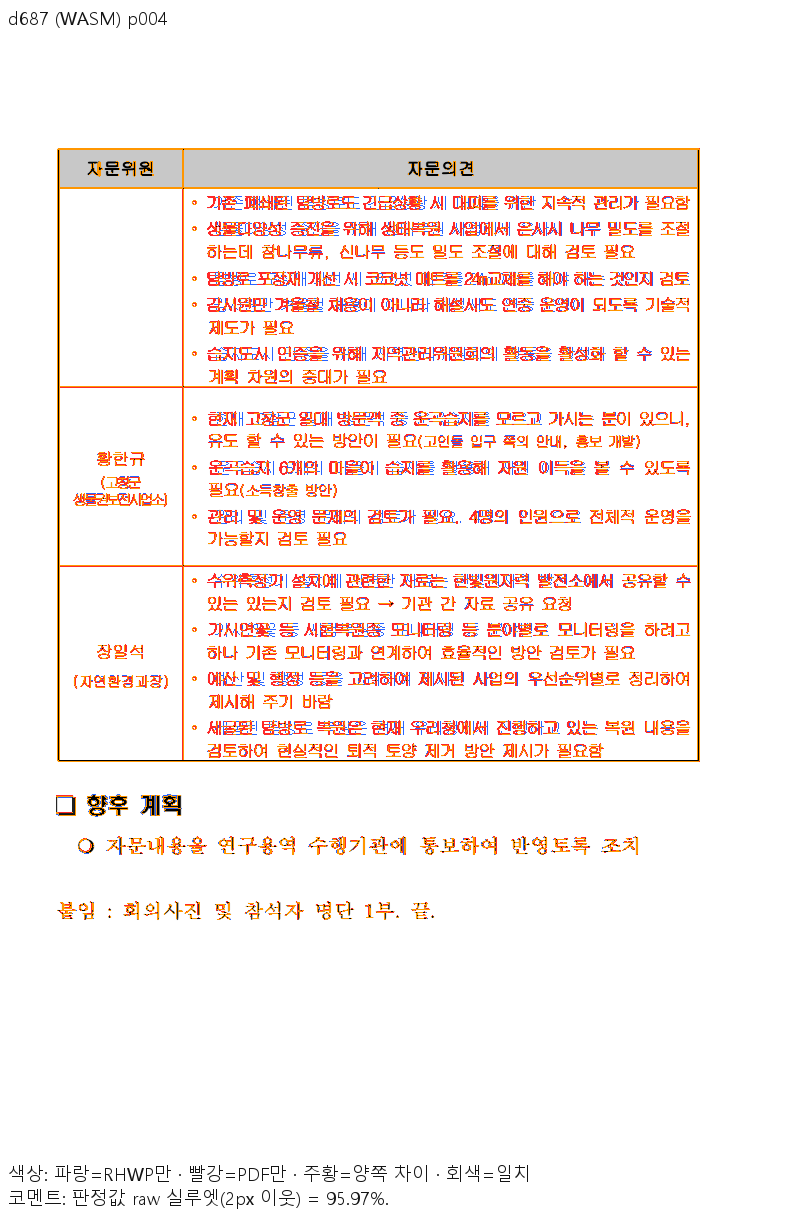 d687 (WASM) p004
자문위원 자문의견
◦ 기존 폐쇄된 탐방로도 긴급상황 시 대피를 위한 지속적 관리가 필요함
◦ 생물다양성 증진을 위해 생태복원 사업에서 은사시 나무 밀도를 조절
하는데 참나무류, 신나무 등도 밀도 조절에 대해 검토 필요
◦ 탐방로 포장재 개선 시 코코넛 매트를 교체를 해야 하는 것인지 검토
◦ 감시원만 겨울철 채용이 아니라 해설사도 연중 운영이 되도록 기술적
제도가 필요
◦ 습지도시 인증을 위해 지역관리위원회의 활동을 활성해 할 수 있는
계획 차원의 증대가 필요
황한규
(고창군
생물권보전사업소)
◦ 현재 고창군 일대 방문객 중 운곡습지를 모르고 가시는 분이 있으니,
유도 할 수 있는 방안이 필요(고인돌 입구 쪽의 안내, 홍보 개발)
◦ 운곡습지 6개의 마을이 습지를 활용해 자연 이득을 볼 수 있도록
필요(소득창출 방안)
◦ 관리 및 운영 문제의 검토가 필요. 4명의 인원으로 전체적 운영을
가능할지 검토 필요
장일석
(자연환경과장)
◦ 수위측정기 설치에 관련한 자료는 한빛원자력 발전소에서 공유할 수
있는 있는지 검토 필요 → 기관 간 자료 공유 요청
◦ 가시연꽃 등 시험복원종 모니터링 등 분야별로 모니터링을 하려고
하나 기존 모니터링과 연계하여 효율적인 방안 검토가 필요
◦ 예산 및 행정 등을 고려하여 제시된 사업의 우선순위별로 정리하여
제시해 주기 바람
◦ 새몰된 탐방로 복원은 현재 우리청에서 진행하고 있는 복원 내용을
검토하여 현실적인 퇴적 토양 제거 방안 제시가 필요함
❑ 향후 계획
❍ 자문내용을 연구용역 수행기관에 통보하여 반영토록 조치
붙임 : 회의사진 및 참석자 명단 1부. 끝.
색상: 파랑=RHWP만 · 빨강=PDF만 · 주황=양쪽 차이 · 회색=일치
코멘트: 판정값 raw 실루엣(2px 이웃) = 95.97%.